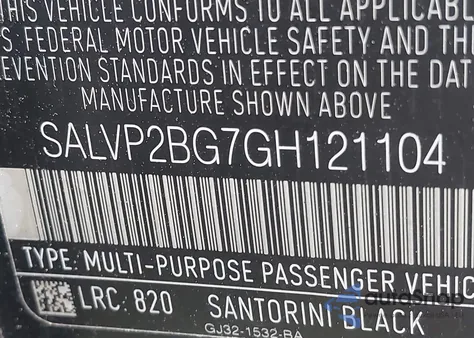 THIS VEHICLE CONFORMS TO ALL APPLICABL
S. FEDERAL MOTOR VEHICLE SAFETY AND THE
EVENTION STANDARDS IN EFFECT ON THE DAT
MANUFACTURE SHOWN ABOVE
SALVP2BG7GH121104
TYPE: MULTI-PURPOSE PASSENGER VEHIC
LRC: 820 SANTORINI BLACK
GJ32-1532-BA